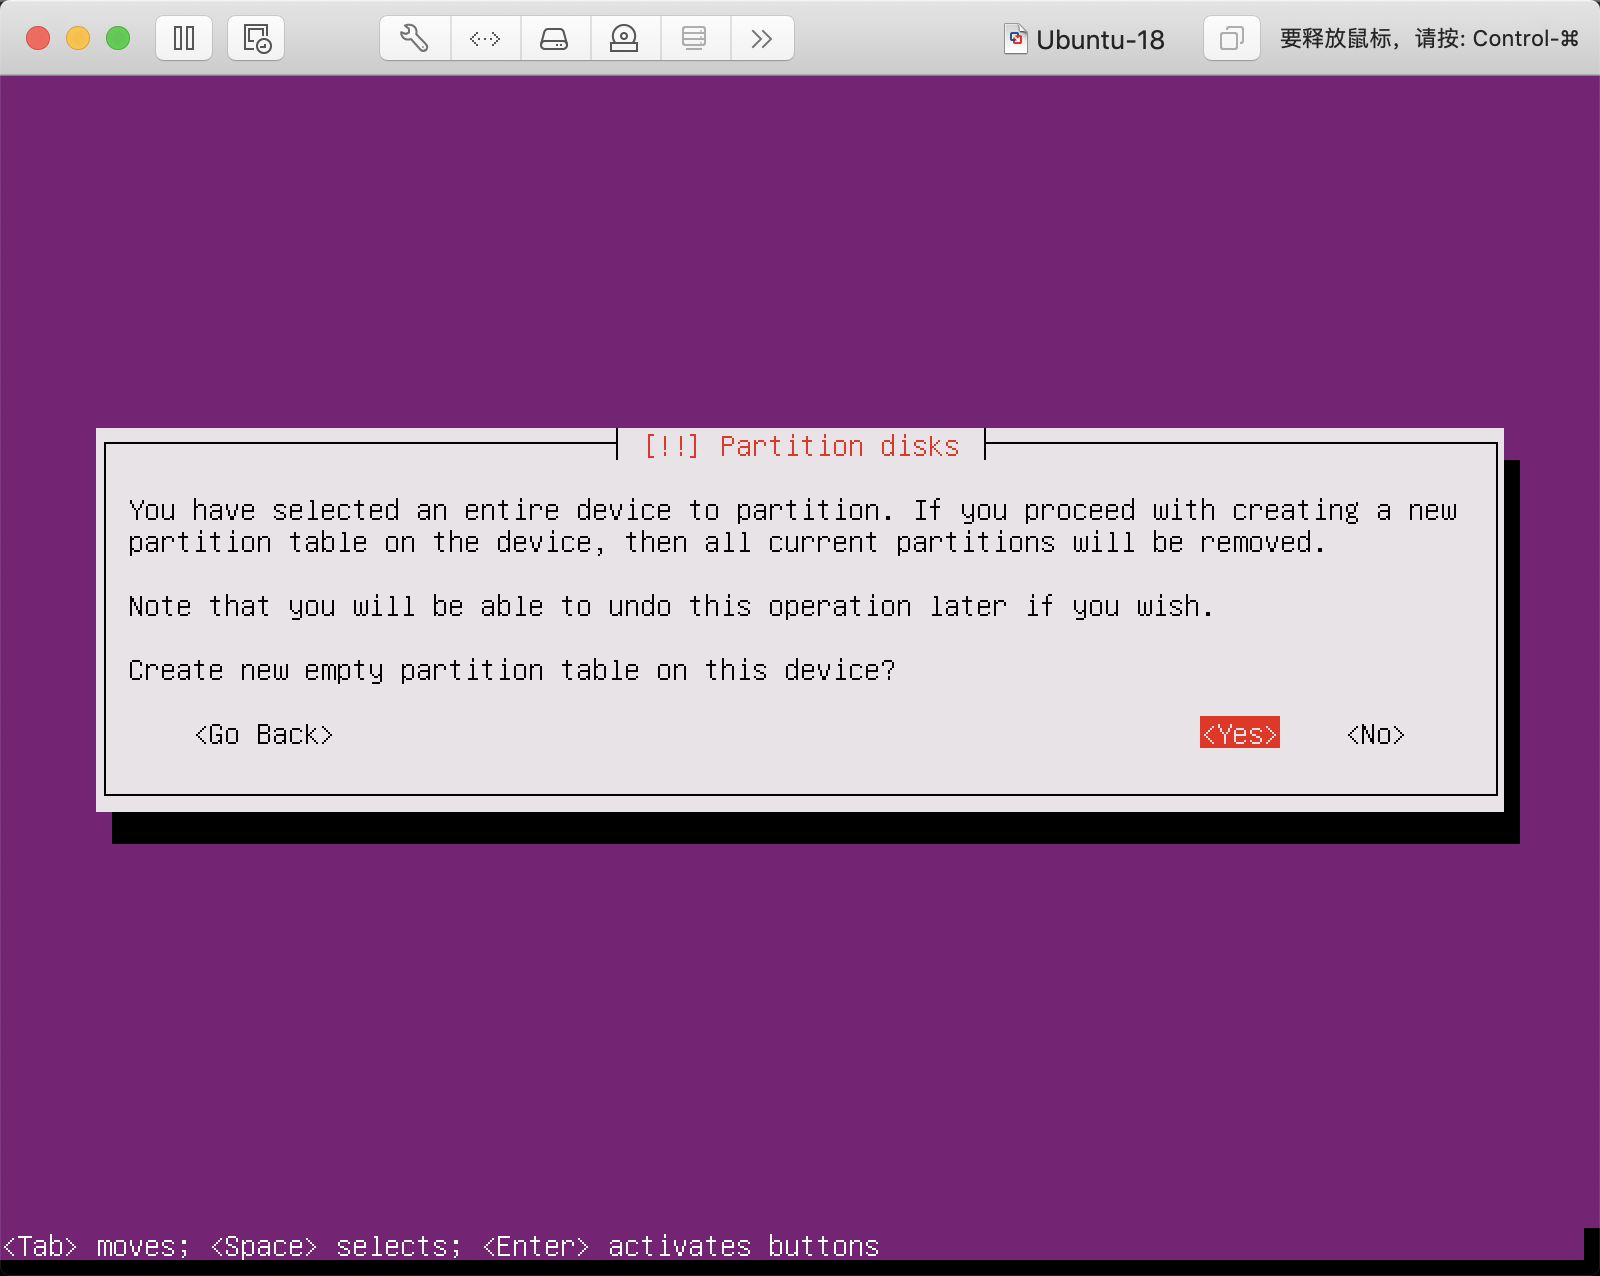 Ubuntu-18
要释放鼠标，请按: Control-⌘
[!!] Partition disks
You have selected an entire device to partition. If you proceed with creating a new
partition table on the device, then all current partitions will be removed.
Note that you will be able to undo this operation later if you wish.
Create new empty partition table on this device?
<Go Back> <Yes> <No>
<Tab> moves; <Space> selects; <Enter> activates buttons